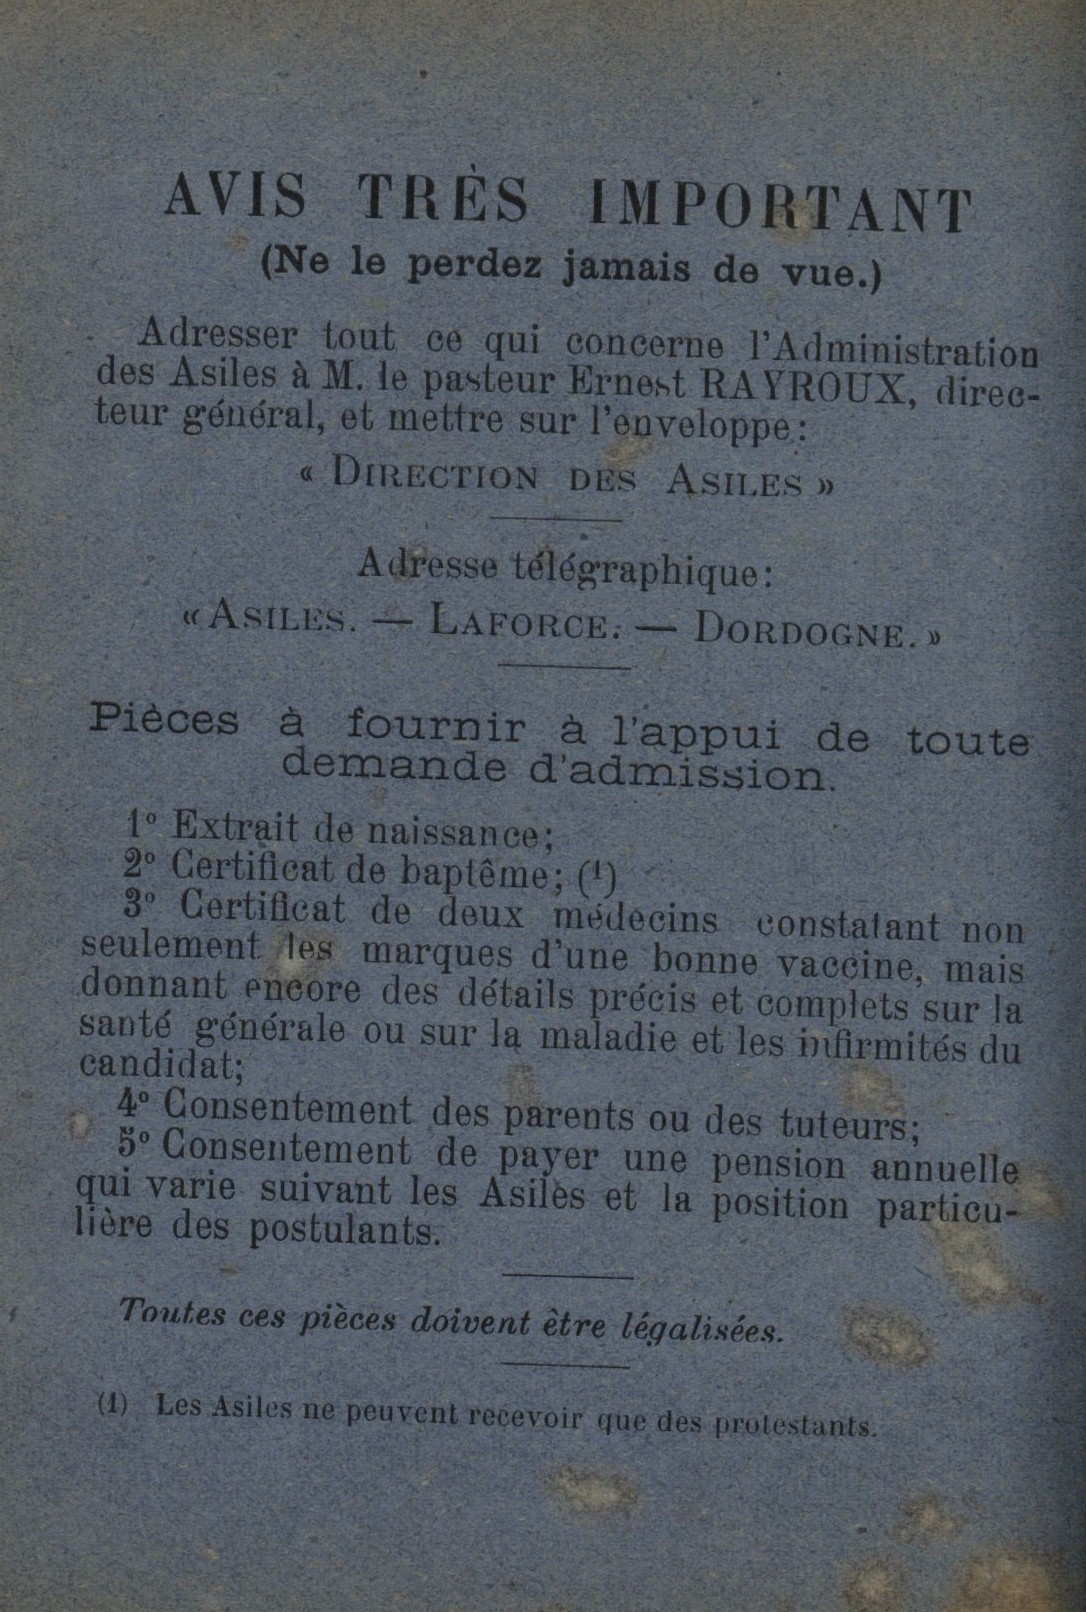 AVIS TRÈS IMPORTANT
(Ne le perdez jamais de vue.)
Adresser tout ce qui concerne l'Administration
des Asiles à M. le pasteur Ernest RAYROUX, direc-
teur général, et mettre sur l'enveloppe:
« DIRECTION DES ASILES »
Adresse télégraphique:
« ASILES. — LAFORCE. — DORDOGNE. »
Pièces à fournir à l'appui de toute
demande d'admission.
1º Extrait de naissance;
2º Certificat de baptême; (1)
3º Certificat de deux médecins constatant non
seulement les marques d'une bonne vaccine, mais
donnant encore des détails précis et complets sur la
santé générale ou sur la maladie et les infirmités du
candidat;
4º Consentement des parents ou des tuteurs;
5º Consentement de payer une pension annuelle
qui varie suivant les Asiles et la position particu-
lière des postulants.
Toutes ces pièces doivent être légalisées.
(1) Les Asiles ne peuvent recevoir que des protestants.